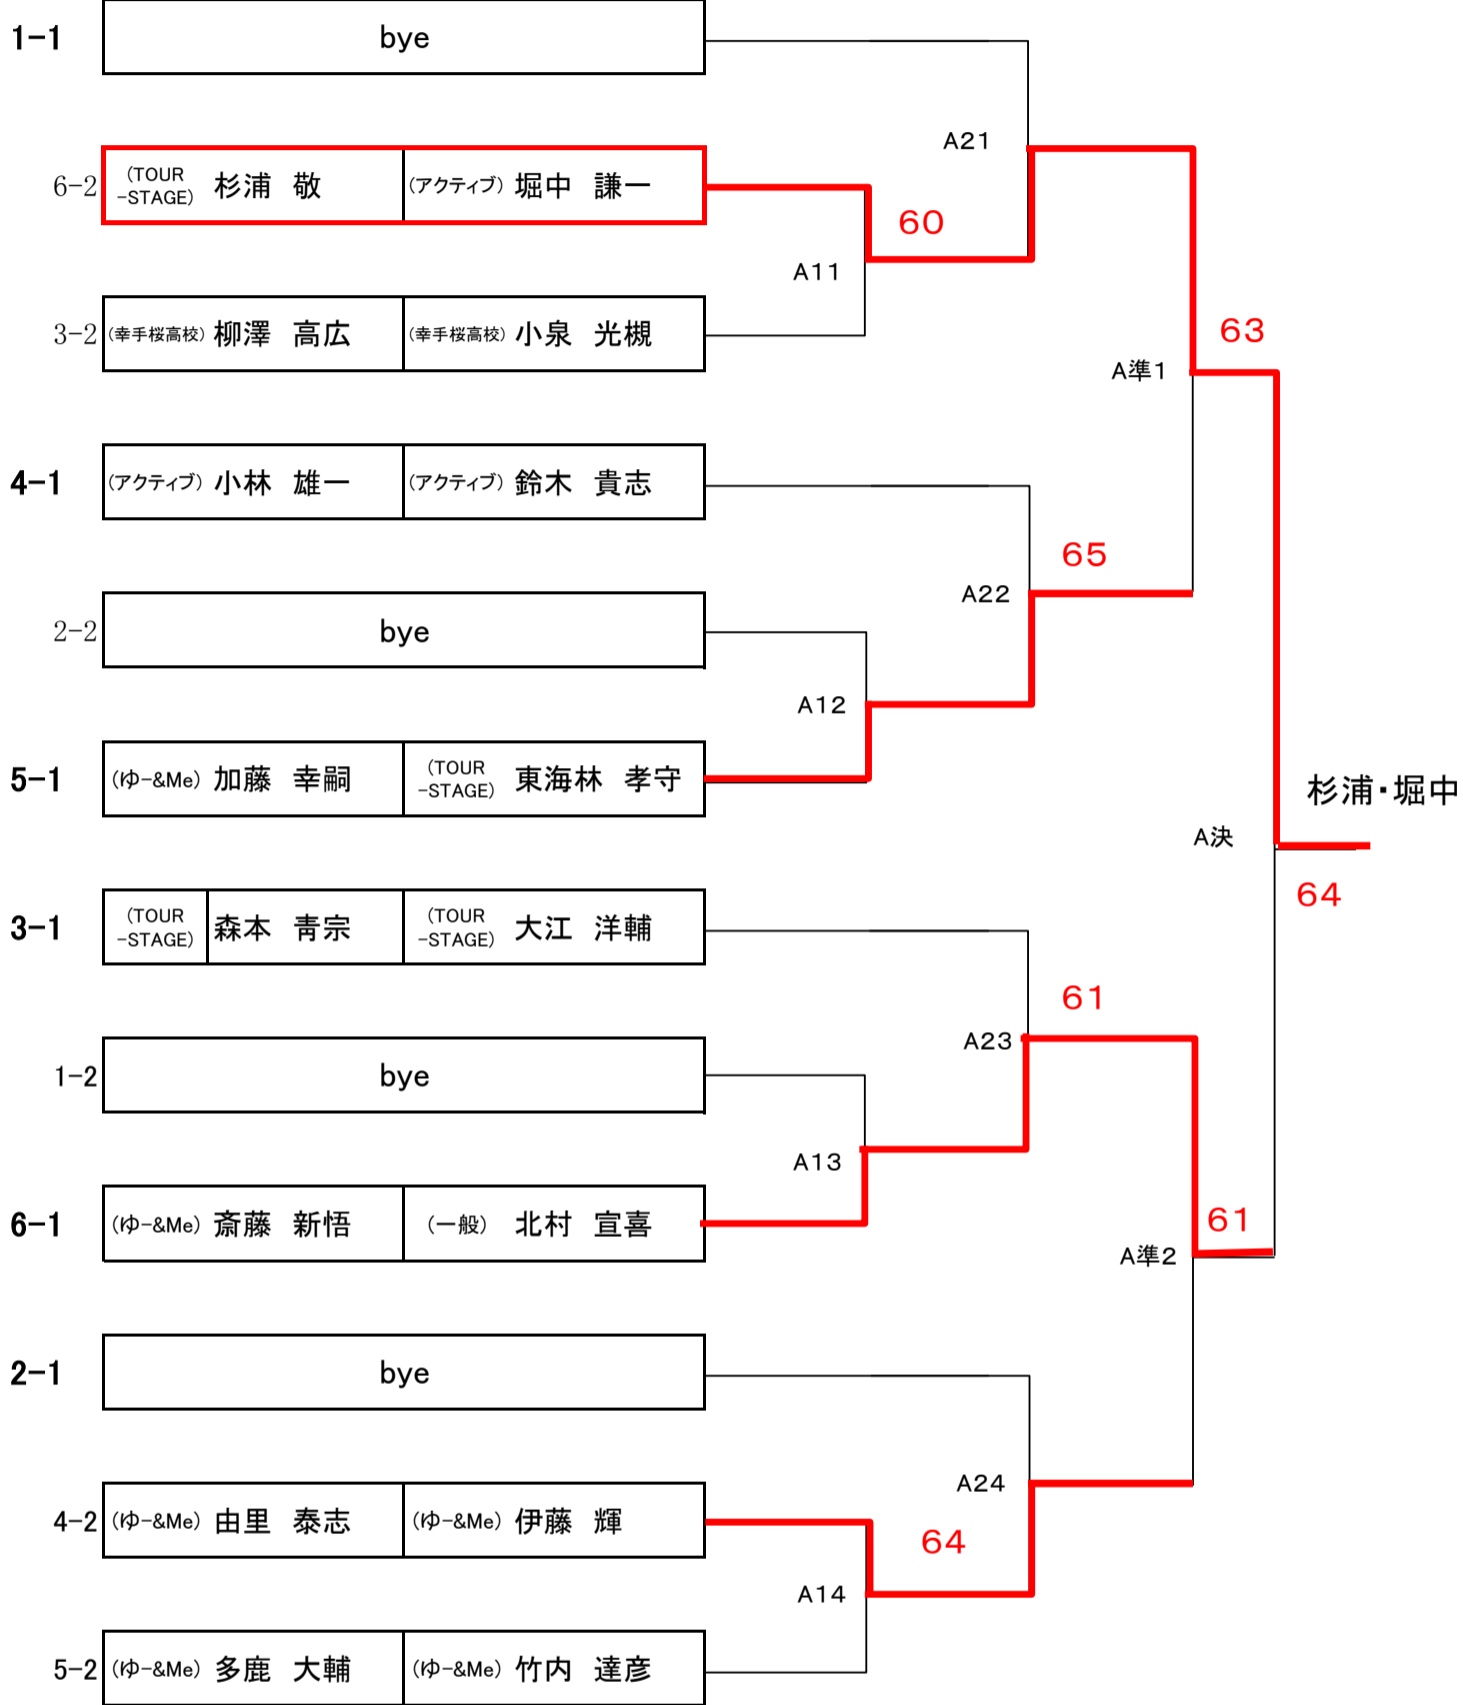 1-1 bye
A21
6-2 (TOUR -STAGE) 杉浦 敬 (アクティブ) 堀中 謙一
60
A11
3-2 (幸手桜高校) 柳澤 高広 (幸手桜高校) 小泉 光槻
63
A準1
4-1 (アクティブ) 小林 雄一 (アクティブ) 鈴木 貴志
65
A22
2-2 bye
A12
5-1 (ゆ-&Me) 加藤 幸嗣 (TOUR -STAGE) 東海林 孝守
杉浦・堀中
A決
64
3-1 (TOUR -STAGE) 森本 青宗 (TOUR -STAGE) 大江 洋輔
61
A23
1-2 bye
A13
6-1 (ゆ-&Me) 斎藤 新悟 (一般) 北村 宣喜
61
A準2
2-1 bye
A24
4-2 (ゆ-&Me) 由里 泰志 (ゆ-&Me) 伊藤 輝
64
A14
5-2 (ゆ-&Me) 多鹿 大輔 (ゆ-&Me) 竹内 達彦